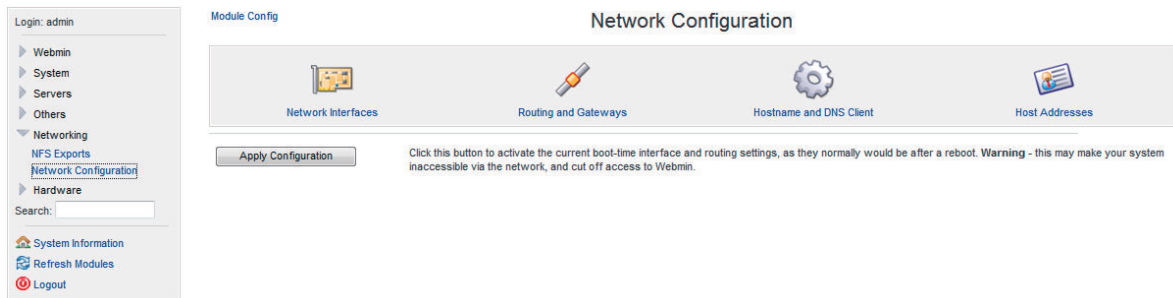 Login: admin
Webmin
System
Servers
Others
Networking
NFS Exports
Network Configuration
Hardware
Search:
System Information
Refresh Modules
Logout
Module Config
Network Configuration
Network Interfaces
Routing and Gateways
Hostname and DNS Client
Host Addresses
Apply Configuration
Click this button to activate the current boot-time interface and routing settings, as they normally would be after a reboot. Warning - this may make your system
inaccessible via the network, and cut off access to Webmin.